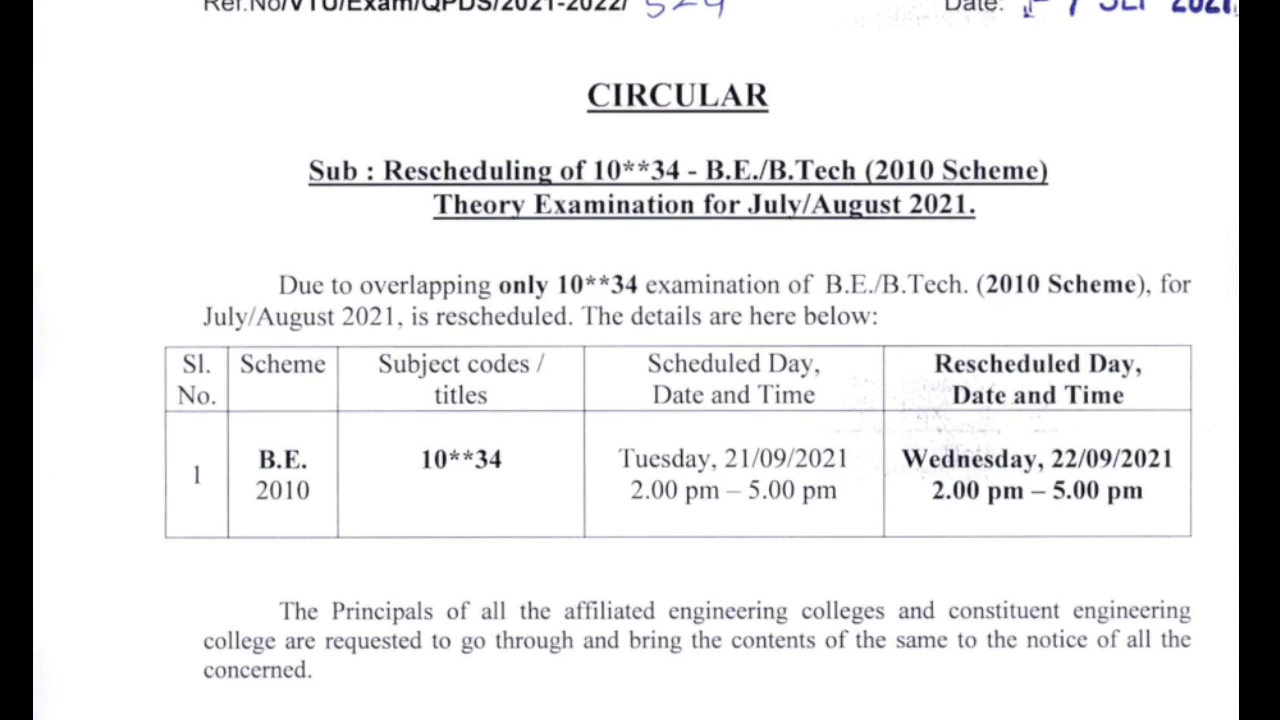 Ref.No/VTU/Exam/QPDS/2021-2022/ 524
Date: 7 SEP 2021
CIRCULAR
Sub : Rescheduling of 10**34 - B.E./B.Tech (2010 Scheme)
Theory Examination for July/August 2021.
Due to overlapping only 10**34 examination of B.E./B.Tech. (2010 Scheme), for
July/August 2021, is rescheduled. The details are here below:
Sl. No.
Scheme
Subject codes / titles
Scheduled Day, Date and Time
Rescheduled Day, Date and Time
1
B.E. 2010
10**34
Tuesday, 21/09/2021
2.00 pm – 5.00 pm
Wednesday, 22/09/2021
2.00 pm – 5.00 pm
The Principals of all the affiliated engineering colleges and constituent engineering
college are requested to go through and bring the contents of the same to the notice of all the
concerned.